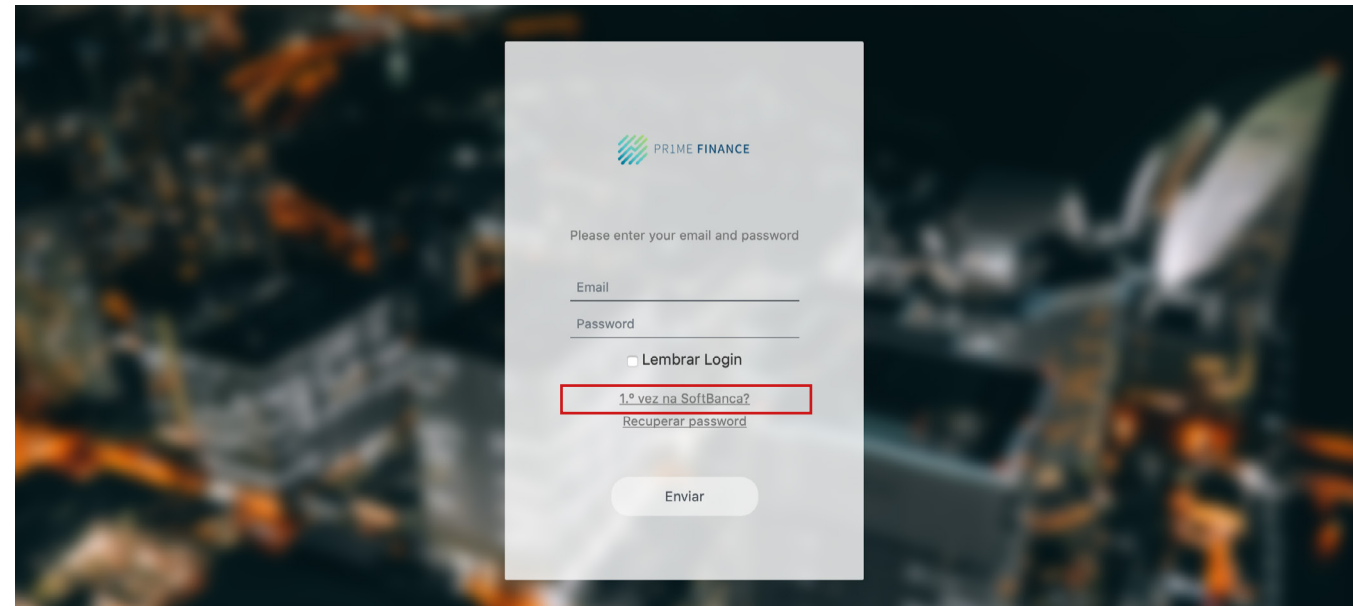 PR1ME FINANCE
Please enter your email and password
Email
Password
Lembrar Login
1.º vez na SoftBanca?
Recuperar password
Enviar